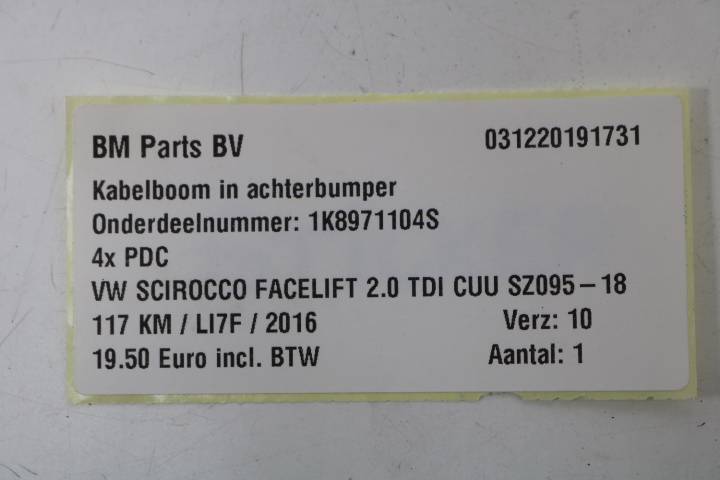 BM Parts BV 031220191731
Kabelboom in achterbumper
Onderdeelnummer: 1K8971104S
4x PDC
VW SCIROCCO FACELIFT 2.0 TDI CUU SZ095-18
117 KM / LI7F / 2016 Verz: 10
19.50 Euro incl. BTW Aantal: 1